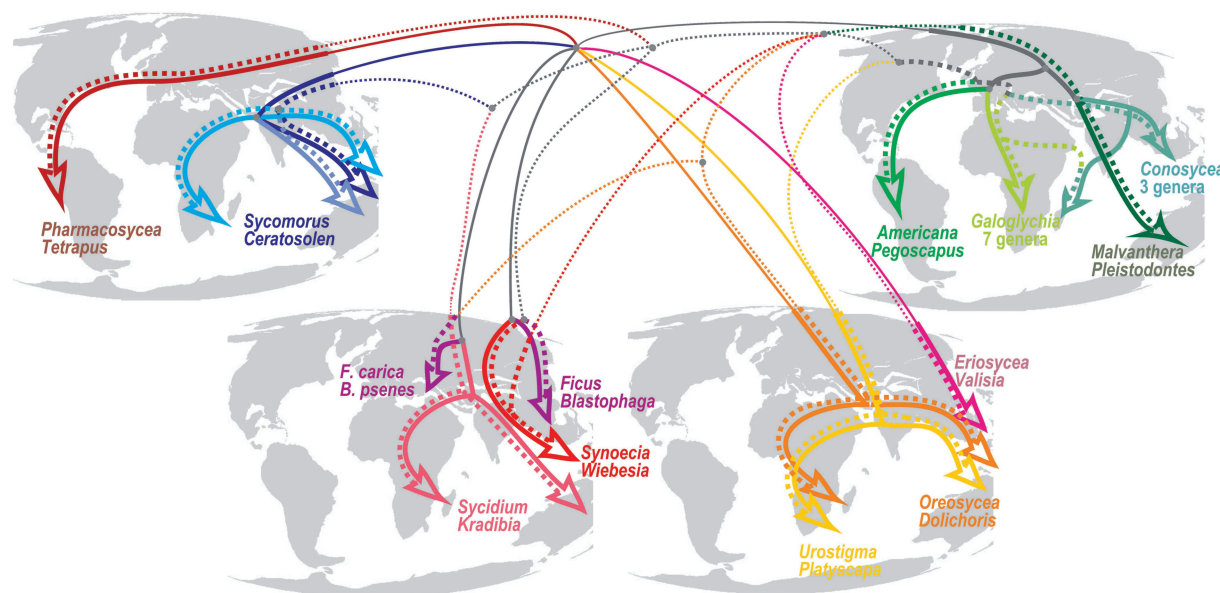 Pharmacosycea
Tetrapus
Sycomorus
Ceratosolen
Americana
Pegoscapus
Galoglychia
7 genera
Conosycea
3 genera
Malvanthera
Pleistodontes
F. carica
B. psenes
Ficus
Blastophaga
Synoecia
Wiebesia
Sycidium
Kradibia
Eriosycea
Valisia
Oreosycea
Dolichoris
Urostigma
Platyscapa